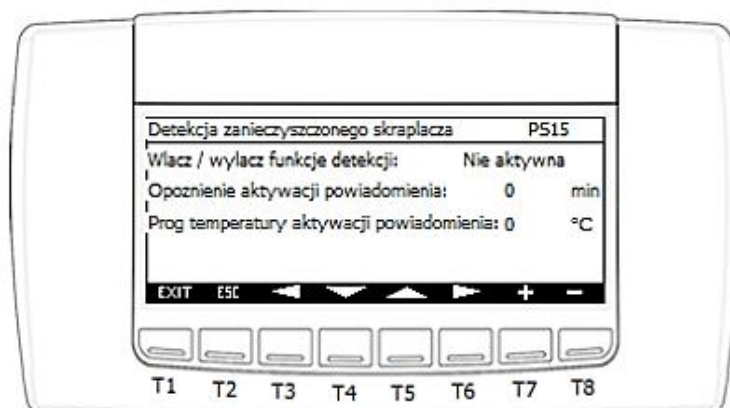 Detekcja zanieczyszczonego skraplacza PS15
Wlacz / wylacz funkcje detekcji: Nie aktywna
Opoznienie aktywacji powiadomienia: 0 min
Prog temperatury aktywacji powiadomienia: 0 °C
EXIT ESC + -
T1 T2 T3 T4 T5 T6 T7 T8